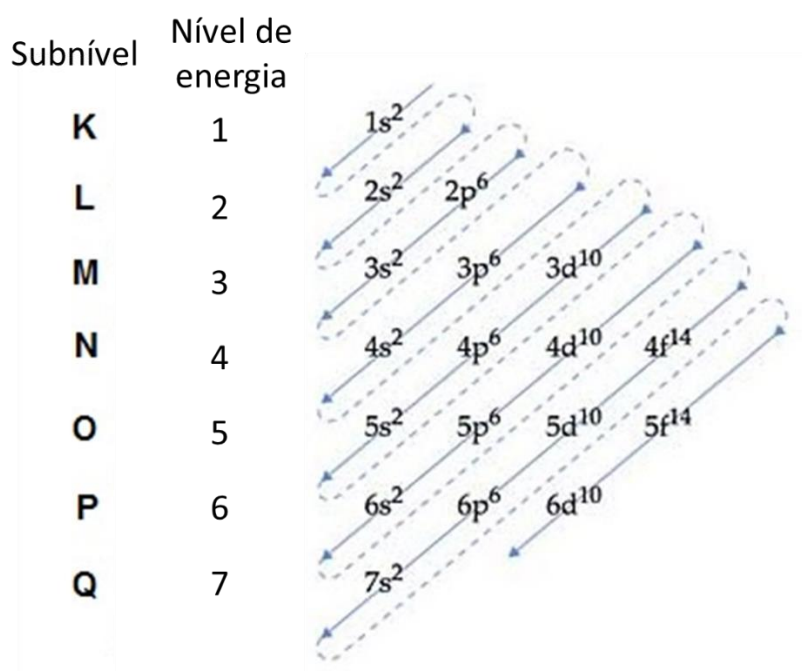 Subnível Nível de
energia
K 1 1s²
L 2 2s² 2p⁶
M 3 3s² 3p⁶ 3d¹⁰
N 4 4s² 4p⁶ 4d¹⁰ 4f¹⁴
O 5 5s² 5p⁶ 5d¹⁰ 5f¹⁴
P 6 6s² 6p⁶ 6d¹⁰
Q 7 7s²